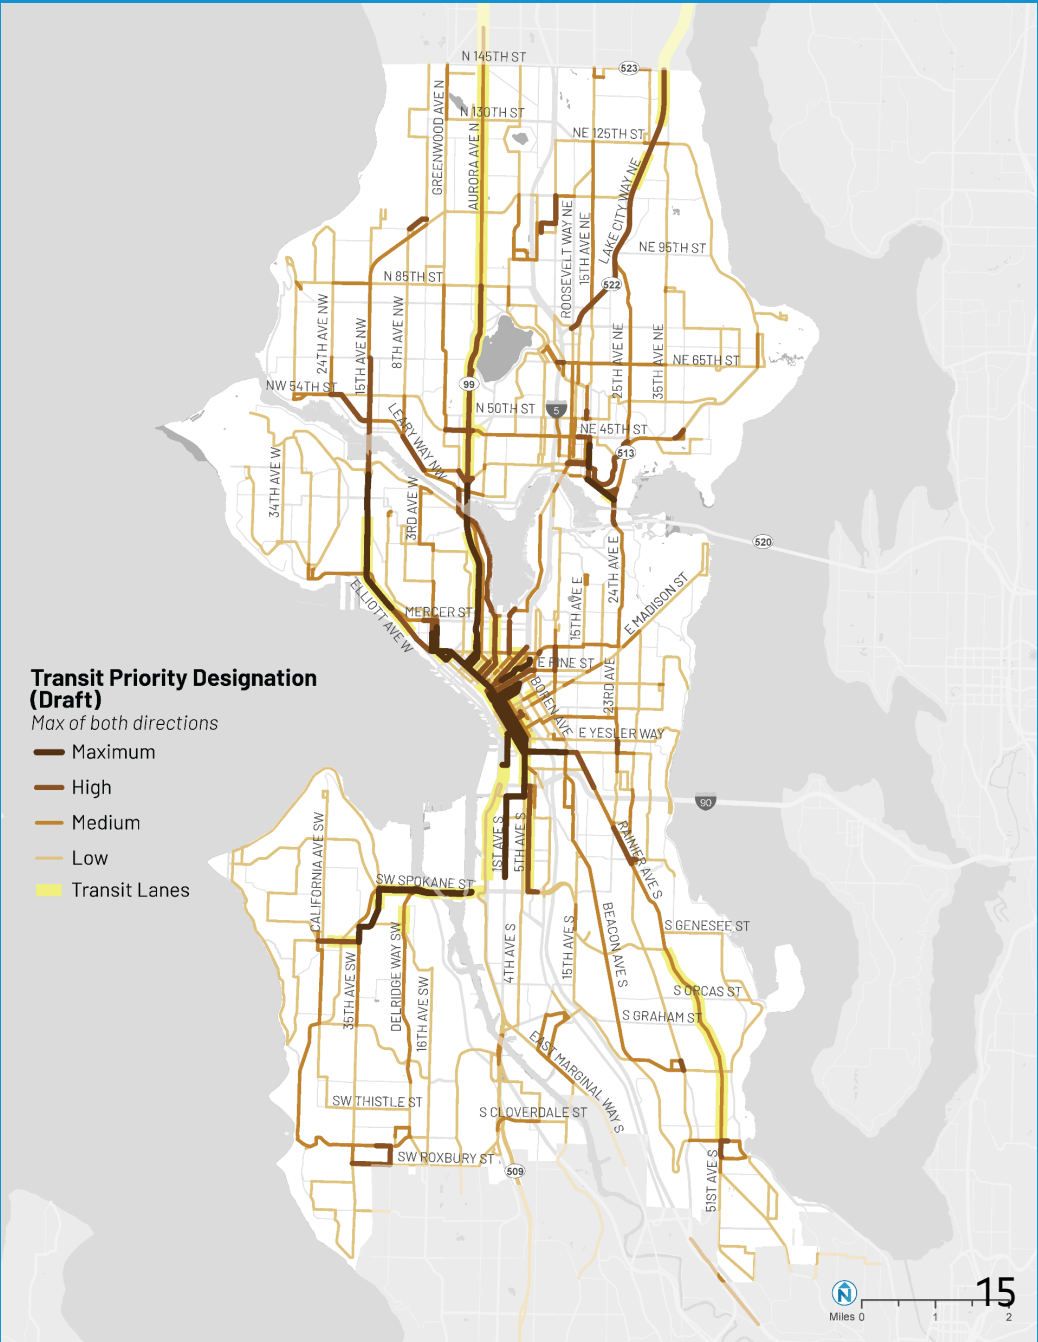 N 145TH ST
523
GREENWOOD AVE N
AURORA AVE N
N 130TH ST
NE 125TH ST
LAKE CITY WAY NE
ROOSEVELT WAY NE
15TH AVE NE
NE 95TH ST
N 85TH ST
522
24TH AVE NW
15TH AVE NW
8TH AVE NW
25TH AVE NE
35TH AVE NE
NE 65TH ST
NW 54TH ST
99
LEARY WAY NW
N 50TH ST
5
NE 45TH ST
513
34TH AVE W
3RD AVE W
520
24TH AVE E
15TH AVE E
E MADISON ST
ELLIOTT AVE W
MERCER ST
E PINE ST
BOREN AVE
23RD AVE
E YESLER WAY
Transit Priority Designation
(Draft)
Max of both directions
Maximum
High
Medium
Low
Transit Lanes
90
1ST AVE S
5TH AVE S
RAINIER AVE S
CALIFORNIA AVE SW
SW SPOKANE ST
35TH AVE SW
DELRIDGE WAY SW
16TH AVE SW
4TH AVE S
15TH AVE S
BEACON AVE S
S GENESEE ST
S ORCAS ST
S GRAHAM ST
EAST MARGINAL WAY S
SW THISTLE ST
S CLOVERDALE ST
SW ROXBURY ST
509
51ST AVE S
N
15
Miles 0
1
2